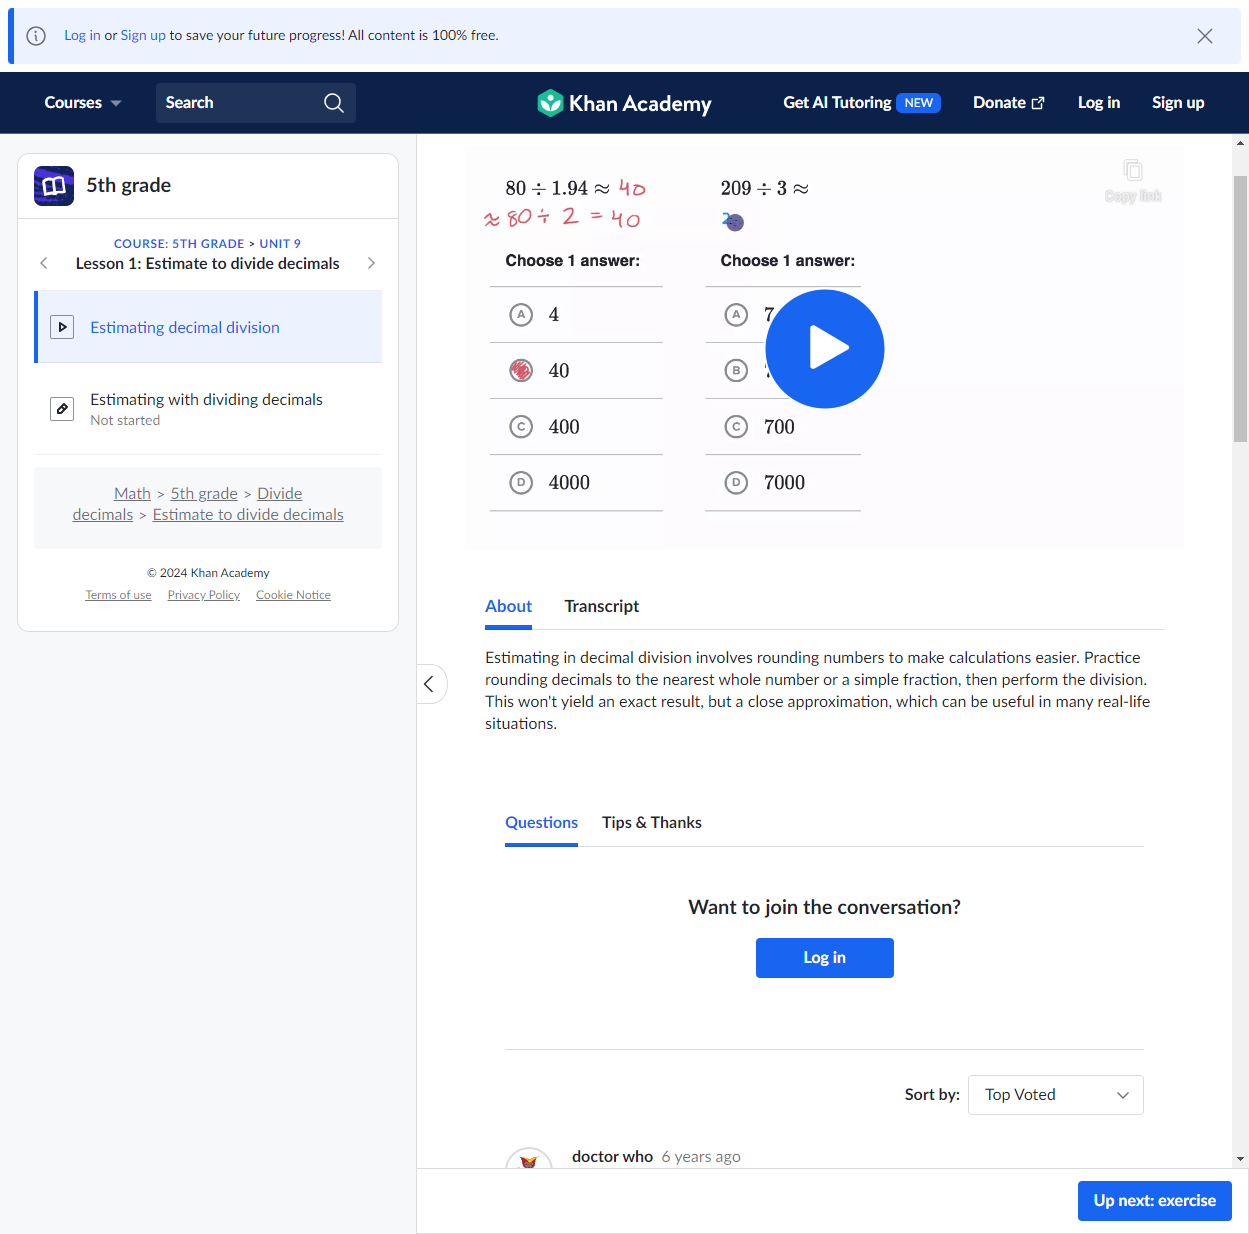 Log in or Sign up to save your future progress! All content is 100% free.
Courses
Search
Khan Academy
Get AI Tutoring NEW
Donate
Log in
Sign up
5th grade
COURSE: 5TH GRADE > UNIT 9
Lesson 1: Estimate to divide decimals
Estimating decimal division
Estimating with dividing decimals
Not started
Math > 5th grade > Divide
decimals > Estimate to divide decimals
© 2024 Khan Academy
Terms of use Privacy Policy Cookie Notice
80 ÷ 1.94 ≈ 40
≈ 80 ÷ 2 = 40
Choose 1 answer:
A 4
40
C 400
D 4000
209 ÷ 3 ≈
2
Choose 1 answer:
A 7
B
C 700
D 7000
Copy link
About Transcript
Estimating in decimal division involves rounding numbers to make calculations easier. Practice
rounding decimals to the nearest whole number or a simple fraction, then perform the division.
This won't yield an exact result, but a close approximation, which can be useful in many real-life
situations.
Questions Tips & Thanks
Want to join the conversation?
Log in
Sort by: Top Voted
doctor who 6 years ago
Up next: exercise